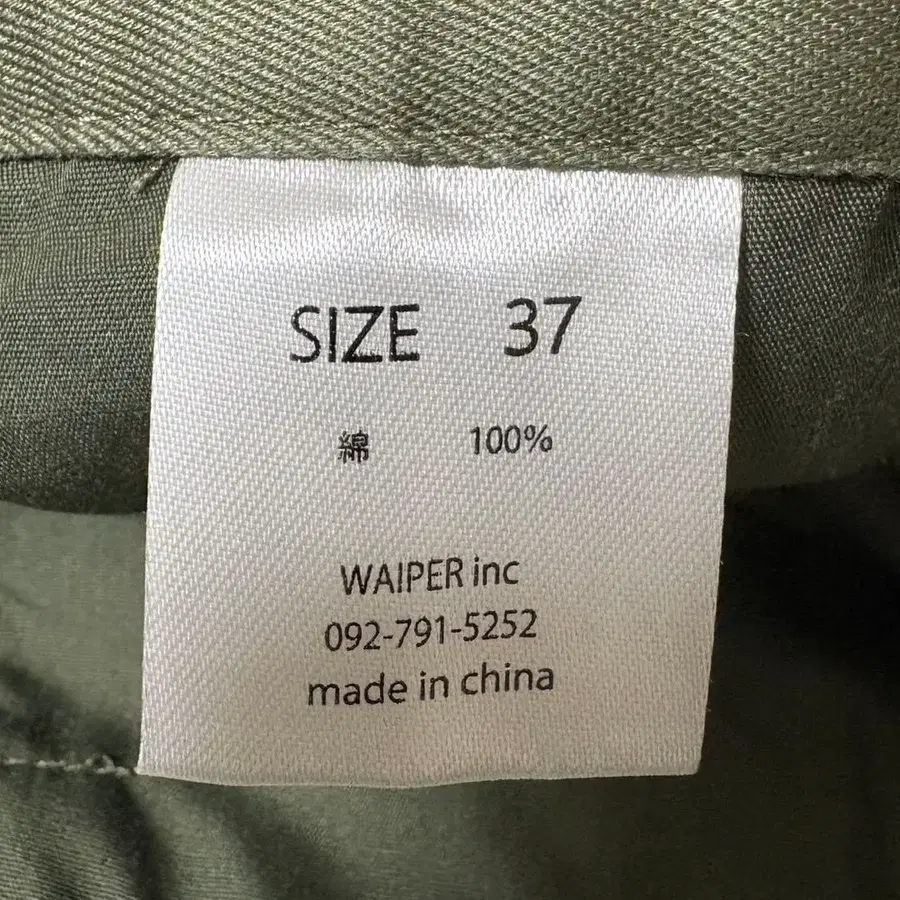 SIZE 37
綿 100%
WAIPER inc
092-791-5252
made in china